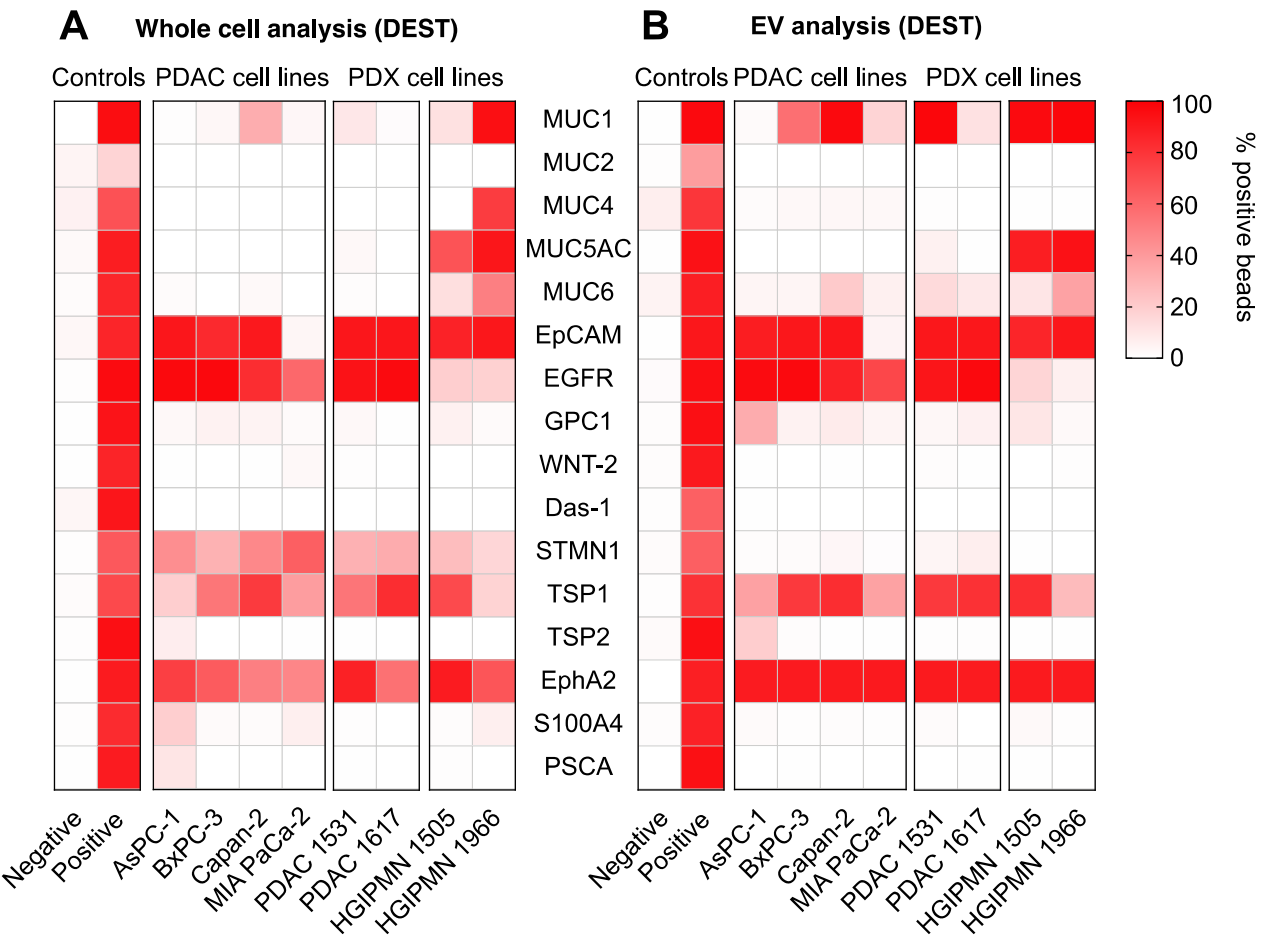 A Whole cell analysis (DEST)
B EV analysis (DEST)
Controls PDAC cell lines PDX cell lines
Controls PDAC cell lines PDX cell lines
MUC1
MUC2
MUC4
MUC5AC
MUC6
EpCAM
EGFR
GPC1
WNT-2
Das-1
STMN1
TSP1
TSP2
EphA2
S100A4
PSCA
100
80
60
40
20
0
% positive beads
Negative
Positive
AsPC-1
BxPC-3
Capan-2
MIA PaCa-2
PDAC 1531
PDAC 1617
HGIPMN 1505
HGIPMN 1966
Negative
Positive
AsPC-1
BxPC-3
Capan-2
MIA PaCa-2
PDAC 1531
PDAC 1617
HGIPMN 1505
HGIPMN 1966